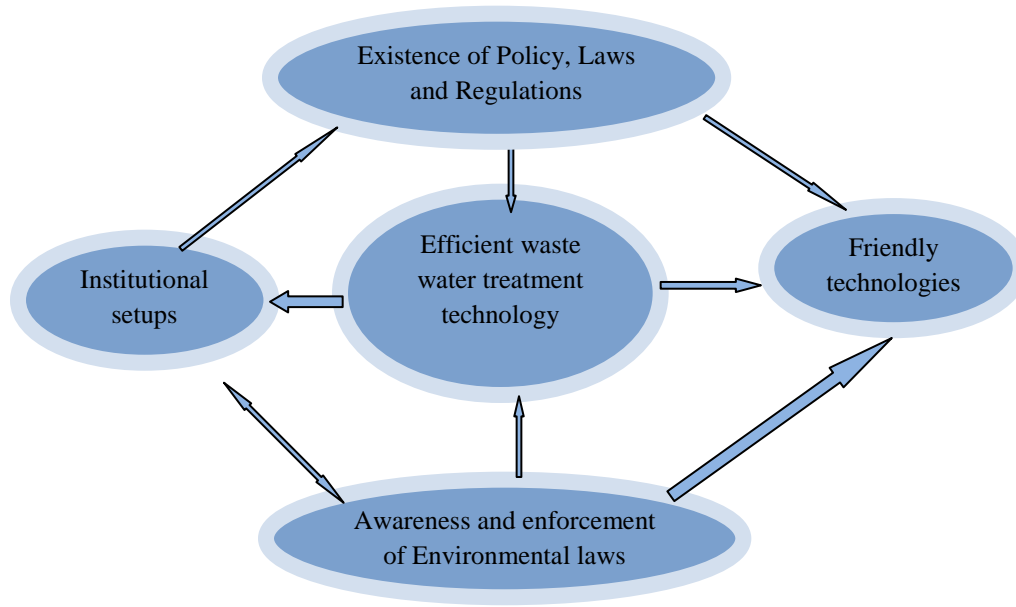 Existence of Policy, Laws
and Regulations
Efficient waste
water treatment
technology
Friendly
technologies
Institutional
setups
Awareness and enforcement
of Environmental laws